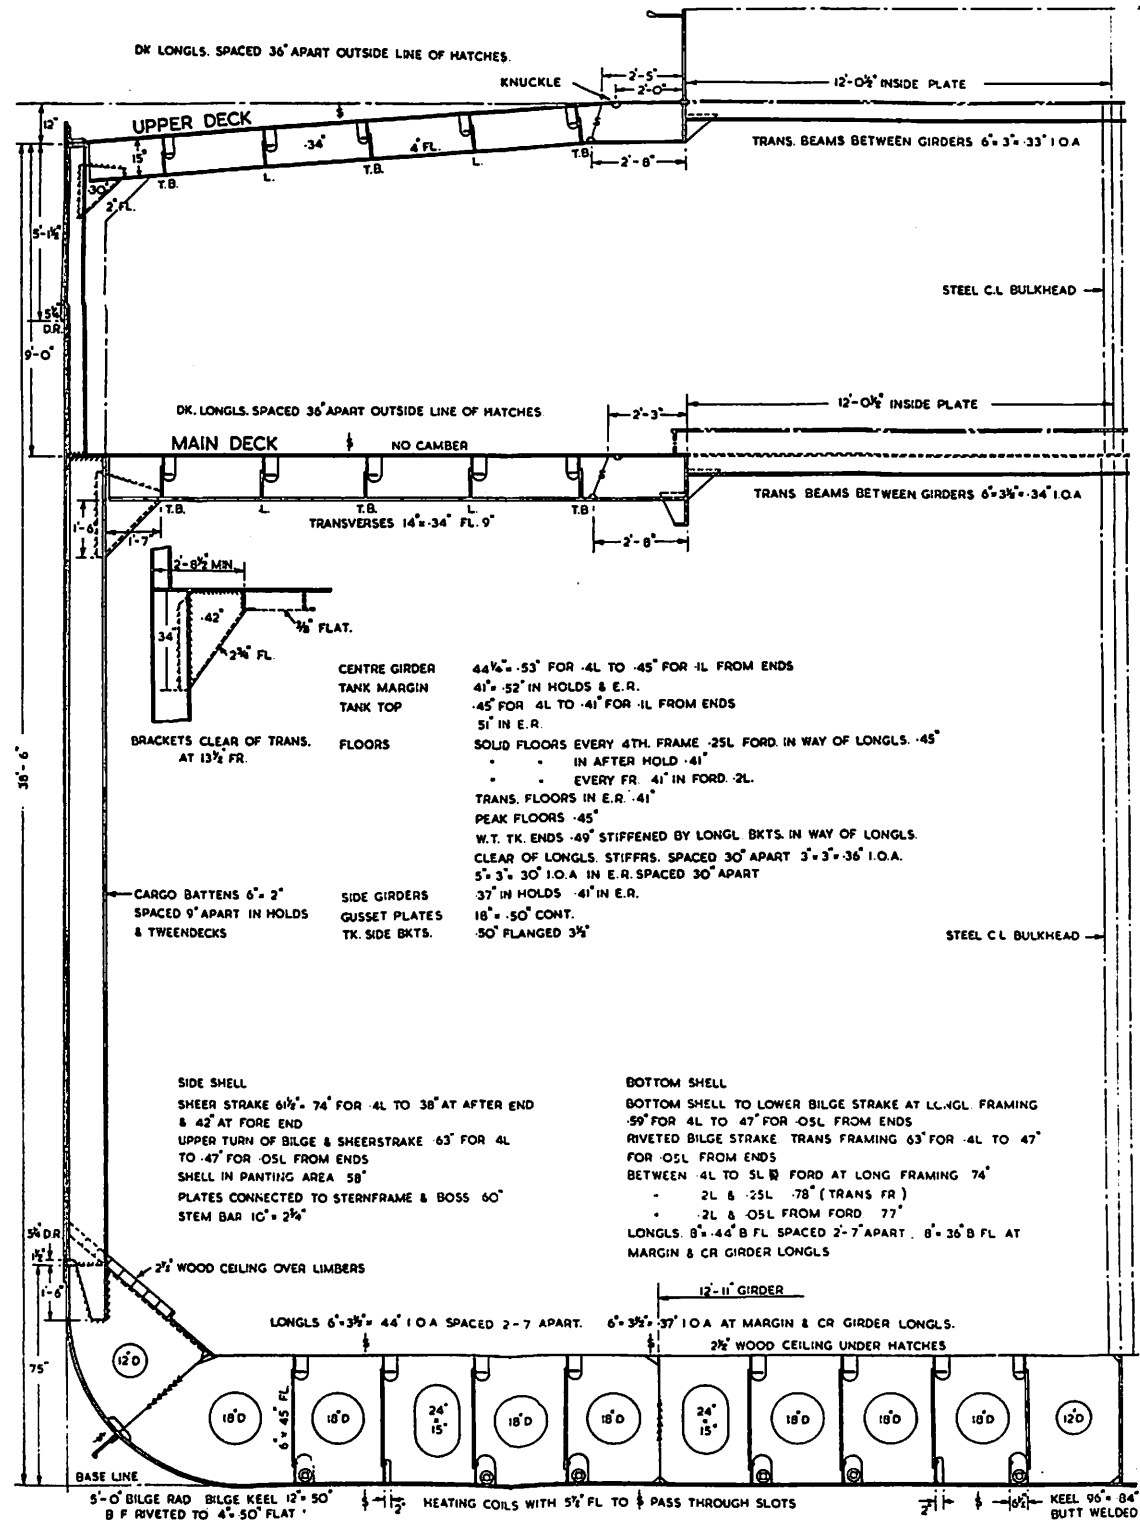 DK LONGLS. SPACED 36" APART OUTSIDE LINE OF HATCHES.
KNUCKLE
2'-5"
2'-0"
12'-0½" INSIDE PLATE
12"
UPPER DECK
15"
.34"
4" FL.
TRANS. BEAMS BETWEEN GIRDERS 6"× 3"× .33" I O A
T.B.
L.
T.B.
L.
T.B.
2'-8"
.30"
2" FL.
5'-1½"
STEEL C.L BULKHEAD
5¼"
D.R.
9'-0"
DK. LONGLS. SPACED 36" APART OUTSIDE LINE OF HATCHES
2'-3"
12'-0½" INSIDE PLATE
MAIN DECK
NO CAMBER
T.B.
L.
T.B.
L.
T.B
TRANS BEAMS BETWEEN GIRDERS 6"× 3½"× .34" I.O.A
1'-6"
TRANSVERSES 14"× .34" FL. 9"
1'-7"
2'-8"
2'-8½" MIN.
.42"
34"
⅜" FLAT.
2¾" FL.
BRACKETS CLEAR OF TRANS.
AT 13½" FR.
CENTRE GIRDER 44¼"× .53" FOR .4L TO .45" FOR .1L FROM ENDS
TANK MARGIN 41"× .52" IN HOLDS & E.R.
TANK TOP .45" FOR 4L TO .41" FOR .1L FROM ENDS
51" IN E.R.
FLOORS SOLID FLOORS EVERY 4TH. FRAME .25L FORD. IN WAY OF LONGLS. .45"
" " IN AFTER HOLD .41"
" " EVERY FR. 41" IN FORD. .2L.
TRANS. FLOORS IN E.R. .41"
PEAK FLOORS .45"
W.T. TK. ENDS .49" STIFFENED BY LONGL BKTS. IN WAY OF LONGLS.
CLEAR OF LONGLS. STIFFRS. SPACED 30" APART 3"× 3"× .36" I.O.A.
5"× 3"× 30" I.O.A IN E.R. SPACED 30" APART
SIDE GIRDERS .37" IN HOLDS .41" IN E.R.
GUSSET PLATES 18"× .50" CONT.
TK. SIDE BKTS. .50" FLANGED 3½"
38'-6"
CARGO BATTENS 6"× 2"
SPACED 9" APART IN HOLDS
& TWEENDECKS
STEEL C L BULKHEAD
SIDE SHELL
SHEER STRAKE 61½"× 74" FOR .4L TO 38" AT AFTER END
& 42" AT FORE END
UPPER TURN OF BILGE & SHEERSTRAKE .63" FOR 4L
TO .47" FOR .05L FROM ENDS
SHELL IN PANTING AREA 58"
PLATES CONNECTED TO STERNFRAME & BOSS 60"
STEM BAR 10"× 2¾"
BOTTOM SHELL
BOTTOM SHELL TO LOWER BILGE STRAKE AT LONGL FRAMING
.59" FOR 4L TO 47" FOR .05L FROM ENDS
RIVETED BILGE STRAKE TRANS FRAMING 63" FOR .4L TO 47"
FOR .05L FROM ENDS
BETWEEN .4L TO 5L FORD AT LONG FRAMING 74"
" 2L & .25L .78" (TRANS FR)
" .2L & .05L FROM FORD 77"
LONGLS. 8"× .44" B FL SPACED 2'-7" APART. 8"× 36" B FL AT
MARGIN & CR GIRDER LONGLS
5¼" D.R.
1½"
1'-6"
2½" WOOD CEILING OVER LIMBERS
12'-11" GIRDER
LONGLS 6"× 3½"× 44" I O A SPACED 2-7 APART. 6"× 3½"× .37" I O A AT MARGIN & CR GIRDER LONGLS.
2½" WOOD CEILING UNDER HATCHES
75"
12"D
18"D
6"× 45" FL.
18"D
24"
×
15"
18"D
18"D
24"
×
15"
18"D
18"D
18"D
12"D
BASE LINE
5'-0" BILGE RAD BILGE KEEL 12"× 50"
B F RIVETED TO 4"× 50" FLAT
2"
HEATING COILS WITH 5½" FL TO PASS THROUGH SLOTS
2"
6½"
KEEL 96"× .84"
BUTT WELDED